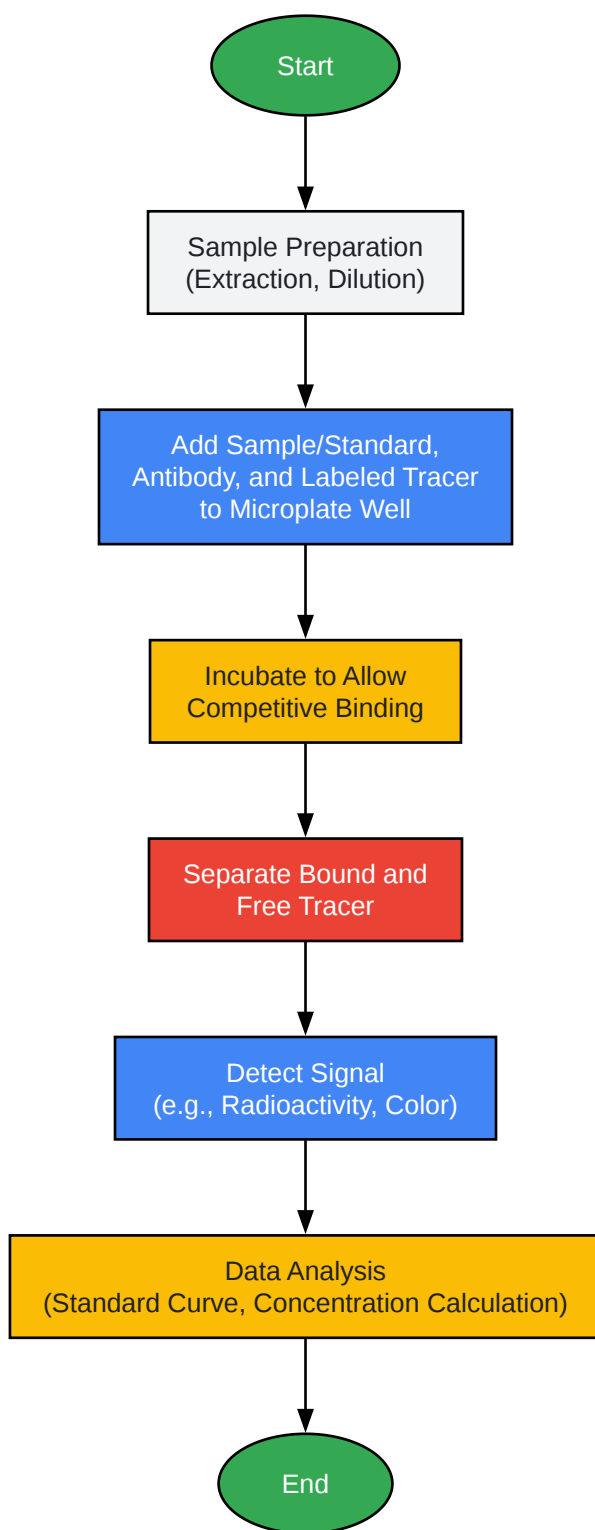 Start
Sample Preparation
(Extraction, Dilution)
Add Sample/Standard,
Antibody, and Labeled Tracer
to Microplate Well
Incubate to Allow
Competitive Binding
Separate Bound and
Free Tracer
Detect Signal
(e.g., Radioactivity, Color)
Data Analysis
(Standard Curve, Concentration Calculation)
End